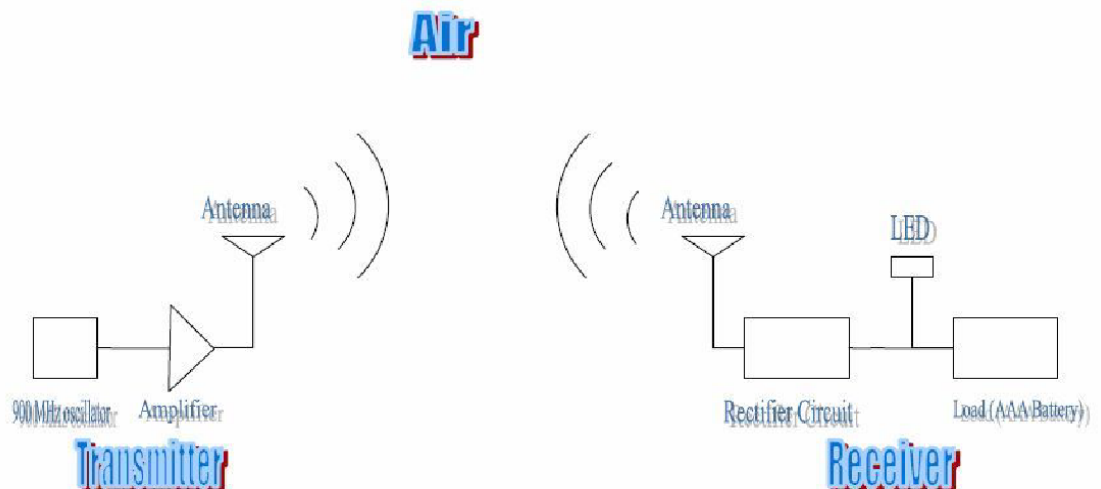 Air
Antenna
Antenna
LED
900 MHz oscillator
Amplifier
Rectifier Circuit
Load (AAA Battery)
Transmitter
Receiver